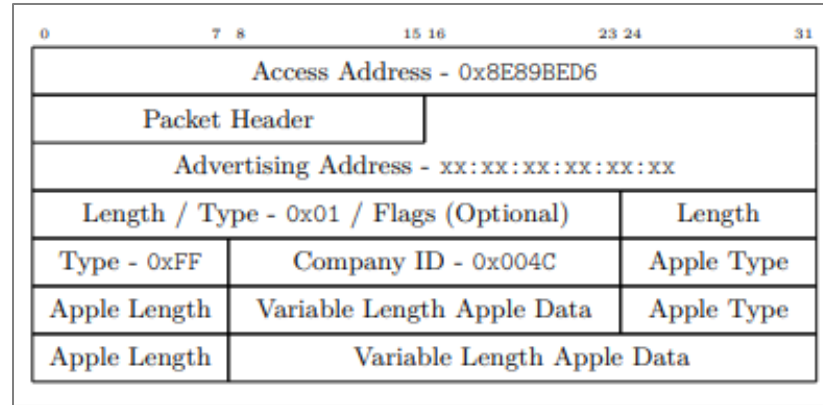 0 7 8 15 16 23 24 31
Access Address - 0x8E89BED6
Packet Header
Advertising Address - xx:xx:xx:xx:xx:xx
Length / Type - 0x01 / Flags (Optional) Length
Type - 0xFF Company ID - 0x004C Apple Type
Apple Length Variable Length Apple Data Apple Type
Apple Length Variable Length Apple Data